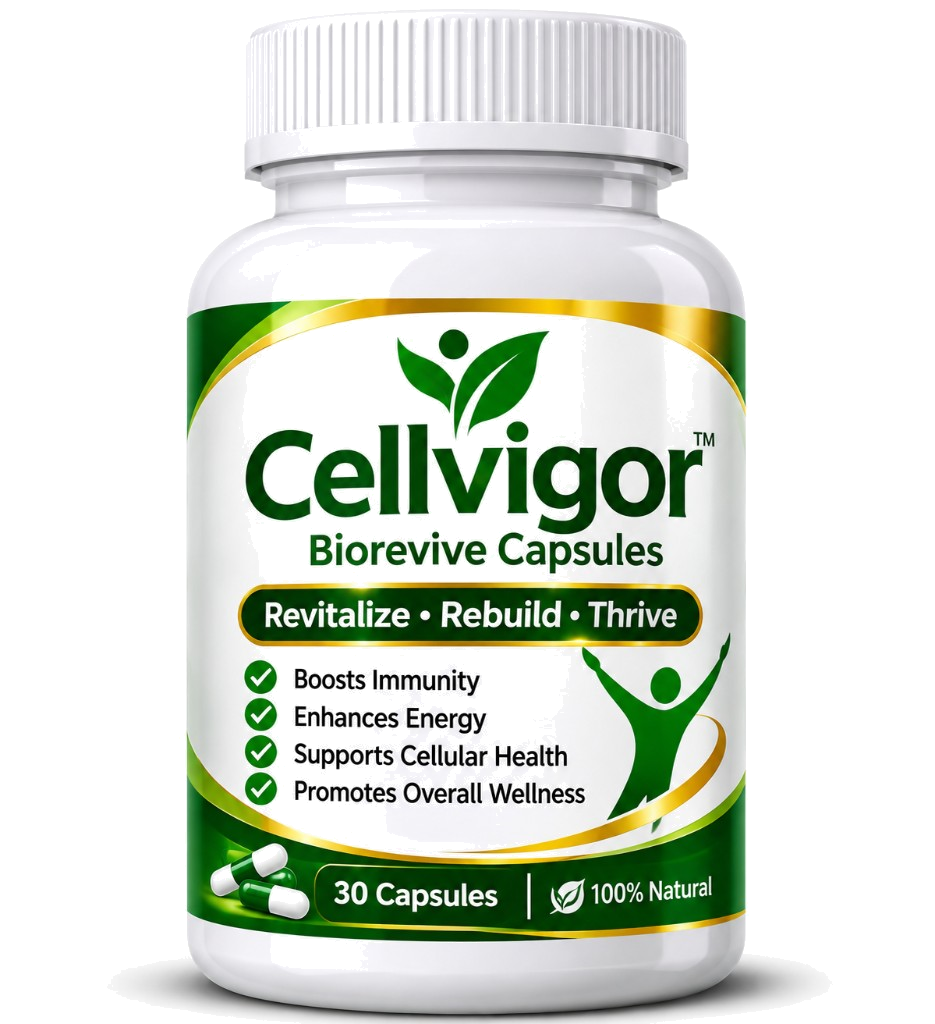 Cellvigor™
Biorevive Capsules
Revitalize • Rebuild • Thrive
Boosts Immunity
Enhances Energy
Supports Cellular Health
Promotes Overall Wellness
30 Capsules | 100% Natural